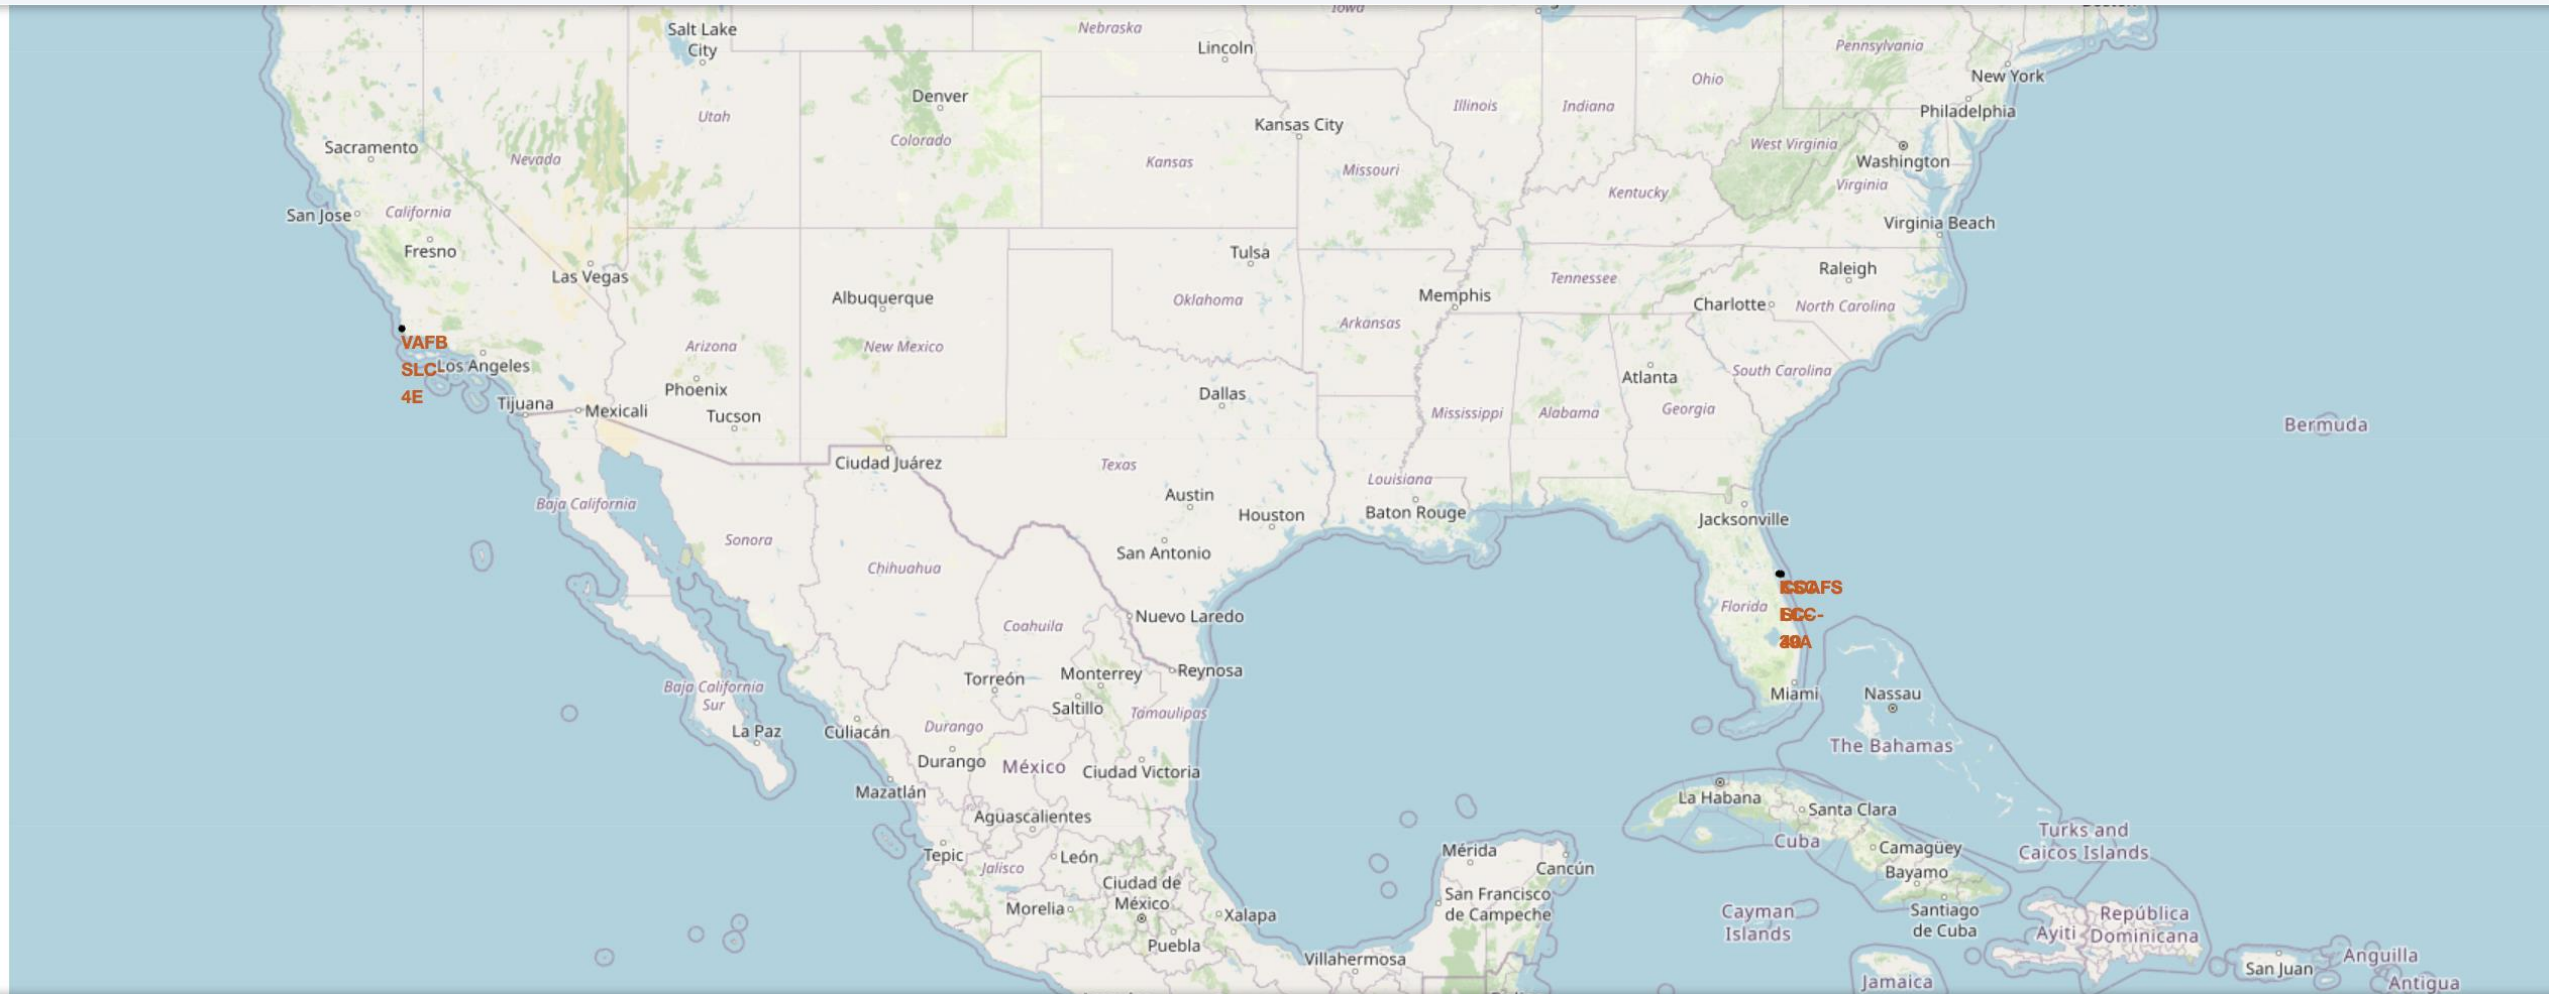 Salt Lake
City
Nebraska
Lincoln
Iowa
Pennsylvania
New York
Ohio
Denver
Utah
Colorado
Illinois
Indiana
Philadelphia
Kansas City
Sacramento
Nevada
Kansas
Missouri
West Virginia
Washington
Virginia
Kentucky
San Jose
California
Virginia Beach
Fresno
Las Vegas
Tulsa
Tennessee
Raleigh
Albuquerque
Oklahoma
Memphis
Charlotte
North Carolina
Arkansas
VAFB
SLC-
4E
Los Angeles
Arizona
New Mexico
South Carolina
Phoenix
Dallas
Atlanta
Tijuana
Mexicali
Tucson
Mississippi
Alabama
Georgia
Bermuda
Ciudad Juárez
Texas
Louisiana
Baja California
Austin
Houston
Baton Rouge
Jacksonville
Sonora
San Antonio
Chihuahua
Florida
Coahuila
Nuevo Laredo
Torreón
Monterrey
Reynosa
Baja California
Sur
Saltillo
Tamaulipas
Miami
Nassau
La Paz
Culiacán
Durango
The Bahamas
Durango
México
Ciudad Victoria
Mazatlán
La Habana
Santa Clara
Aguascalientes
Cuba
Turks and
Caicos Islands
Tepic
Jalisco
León
Mérida
Cancún
Camagüey
Bayamo
Ciudad de
México
Morelia
Xalapa
San Francisco
de Campeche
Cayman
Islands
Santiago
de Cuba
Ayiti
República
Dominicana
Puebla
Villahermosa
San Juan
Anguilla
Jamaica
Antigua